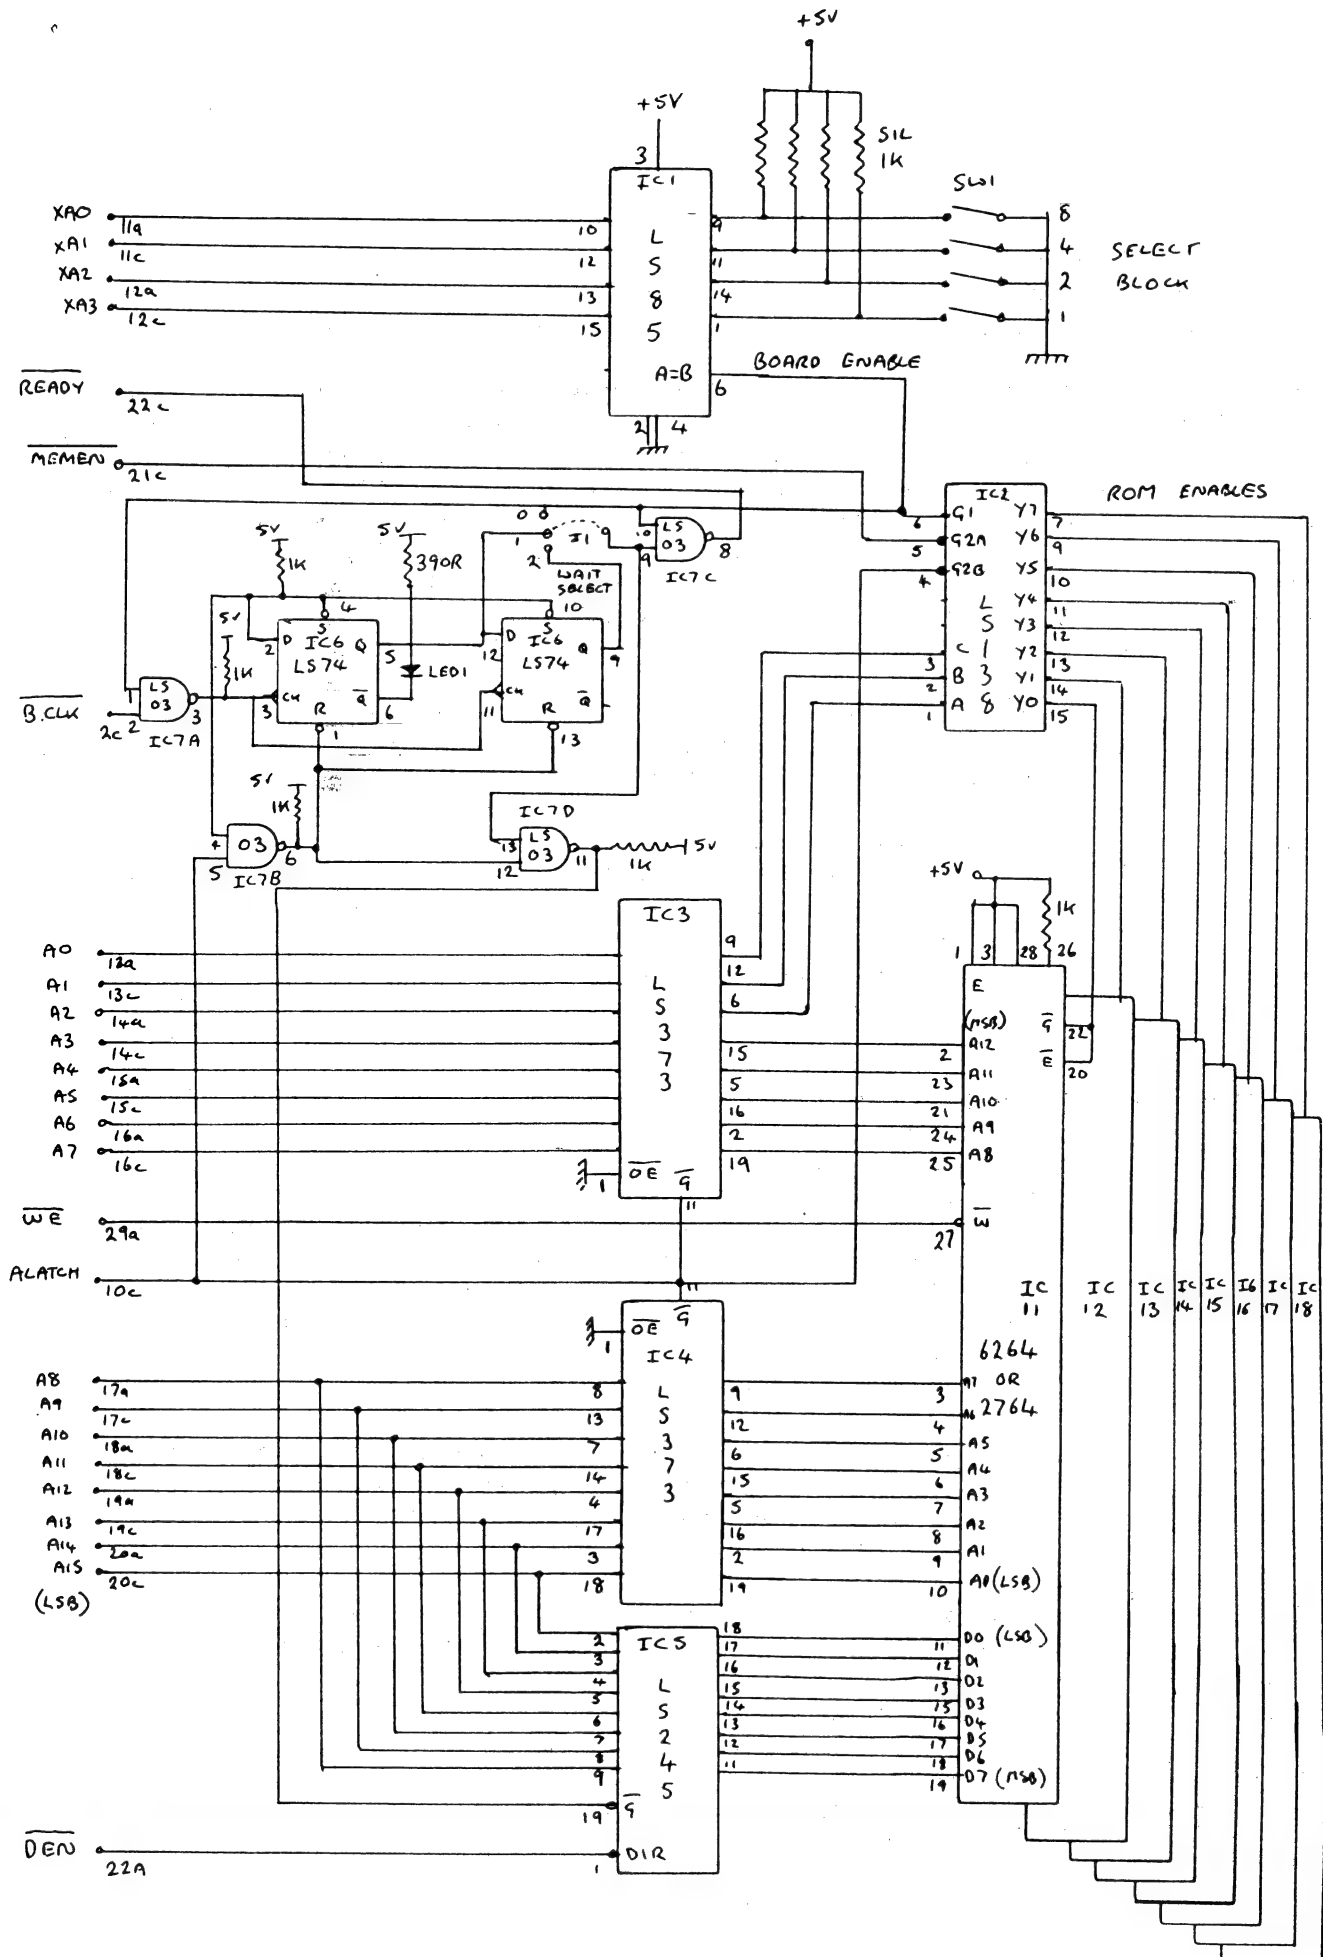 +5V
+5V
SIL
1K
3
IC1
SW1
XA0
11a
10
9
8
XA1
11c
12
11
4
SELECT
XA2
12a
13
14
2
BLOCK
XA3
12c
15
1
1
L
S
8
5
A=B
6
BOARD ENABLE
2
4
READY
22c
MEMEN
21c
IC2
ROM ENABLES
6
G1
Y7
7
5
G2A
Y6
9
4
G2B
Y5
10
Y4
11
Y3
12
3
C
Y2
13
2
B
Y1
14
1
A
Y0
15
L
S
1
3
8
0
1
I1
2
WAIT
SELECT
10
9
LS
03
8
IC7C
5V
1K
5V
390R
5V
1K
4
S
2
D
IC6
LS74
Q
5
3
CK
Q
6
R
1
LED1
10
S
12
D
IC6
LS74
Q
9
11
CK
Q
R
13
B.CLK
2c
1
2
LS
03
3
IC7A
5V
1K
4
5
03
6
IC7B
IC7D
13
12
LS
03
11
1K
5V
IC3
L
S
3
7
3
+5V
1K
1
3
28
26
A0
13a
9
A1
13c
12
A2
14a
6
A3
14c
15
2
A12
A4
15a
5
23
A11
A5
15c
16
21
A10
A6
16a
2
24
A9
A7
16c
19
25
A8
1
OE
G
11
E
(MSB)
G
22
E
20
WE
29a
27
W
ALATCH
10c
11
IC
11
IC
12
IC
13
IC
14
IC
15
IC
16
IC
17
IC
18
6264
OR
2764
1
OE
G
IC4
L
S
3
7
3
A8
17a
8
9
3
A7
A9
17c
13
12
4
A6
A10
18a
7
6
5
A5
A11
18c
14
15
6
A4
A12
19a
4
5
7
A3
A13
19c
17
16
8
A2
A14
20a
3
2
9
A1
A15
20c
18
19
10
A0 (LSB)
(LSB)
IC5
L
S
2
4
5
2
18
11
D0 (LSB)
3
17
12
D1
4
16
13
D2
5
15
15
D3
6
14
16
D4
7
13
17
D5
8
12
18
D6
9
11
19
D7 (MSB)
19
G
DEN
22A
1
DIR